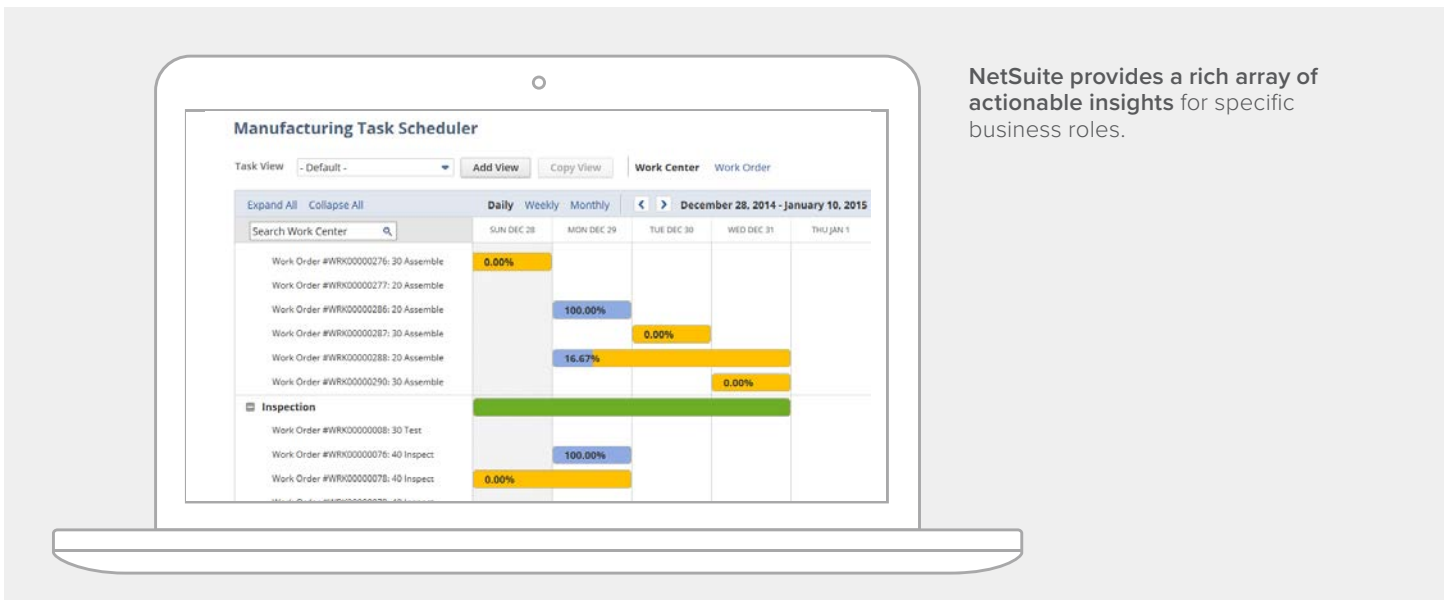 NetSuite provides a rich array of
actionable insights for specific
business roles.
Manufacturing Task Scheduler
Task View - Default - Add View Copy View Work Center Work Order
Expand All Collapse All Daily Weekly Monthly December 28, 2014 - January 10, 2015
Search Work Center SUN DEC 28 MON DEC 29 TUE DEC 30 WED DEC 31 THU JAN 1
Work Order #WRK00000276: 30 Assemble 0.00%
Work Order #WRK00000277: 20 Assemble
Work Order #WRK00000286: 20 Assemble 100.00%
Work Order #WRK00000287: 30 Assemble 0.00%
Work Order #WRK00000288: 20 Assemble 16.67%
Work Order #WRK00000290: 30 Assemble 0.00%
Inspection
Work Order #WRK00000008: 30 Test
Work Order #WRK00000076: 40 Inspect 100.00%
Work Order #WRK00000078: 40 Inspect 0.00%